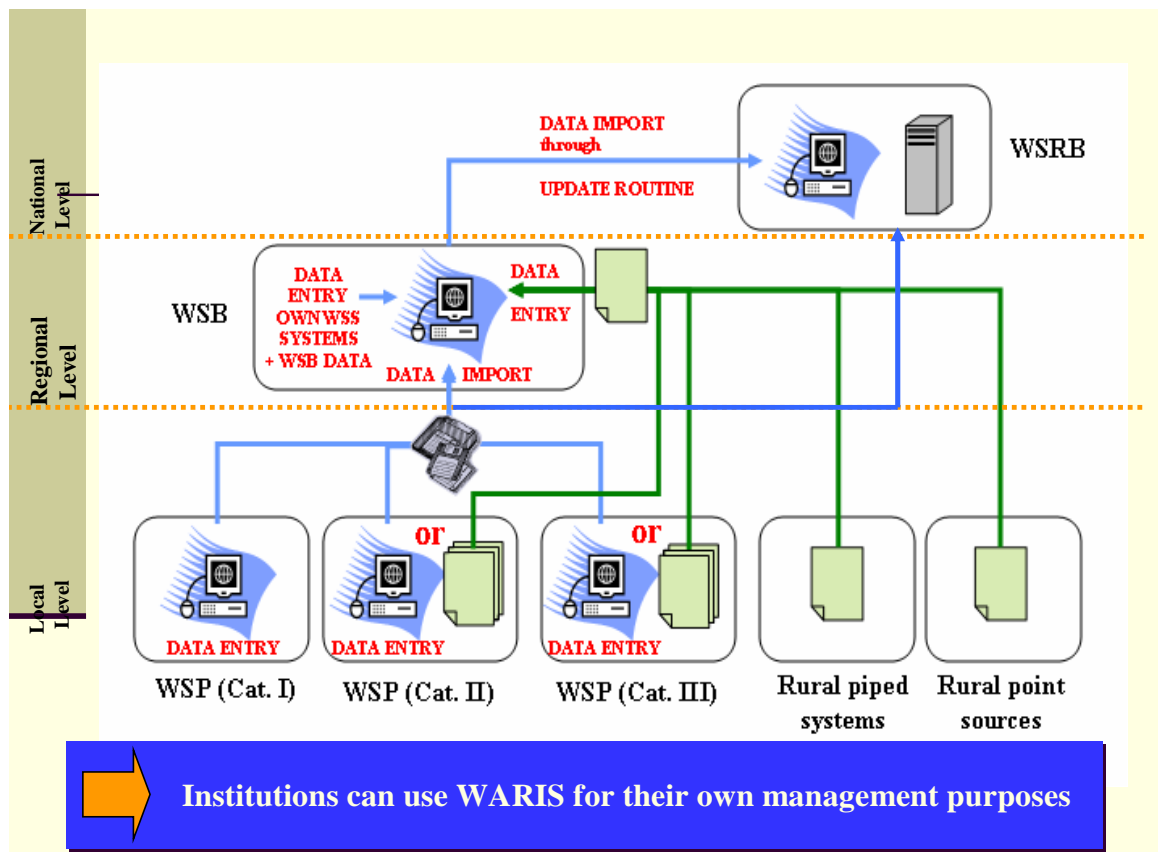 National
Level
DATA IMPORT
through
UPDATE ROUTINE
WSRB
Regional
Level
WSB
DATA
ENTRY
OWN WSS
SYSTEMS
+ WSB DATA
DATA
ENTRY
DATA IMPORT
Local
Level
or
or
DATA ENTRY
DATA ENTRY
DATA ENTRY
WSP (Cat. I)
WSP (Cat. II)
WSP (Cat. III)
Rural piped
systems
Rural point
sources
Institutions can use WARIS for their own management purposes